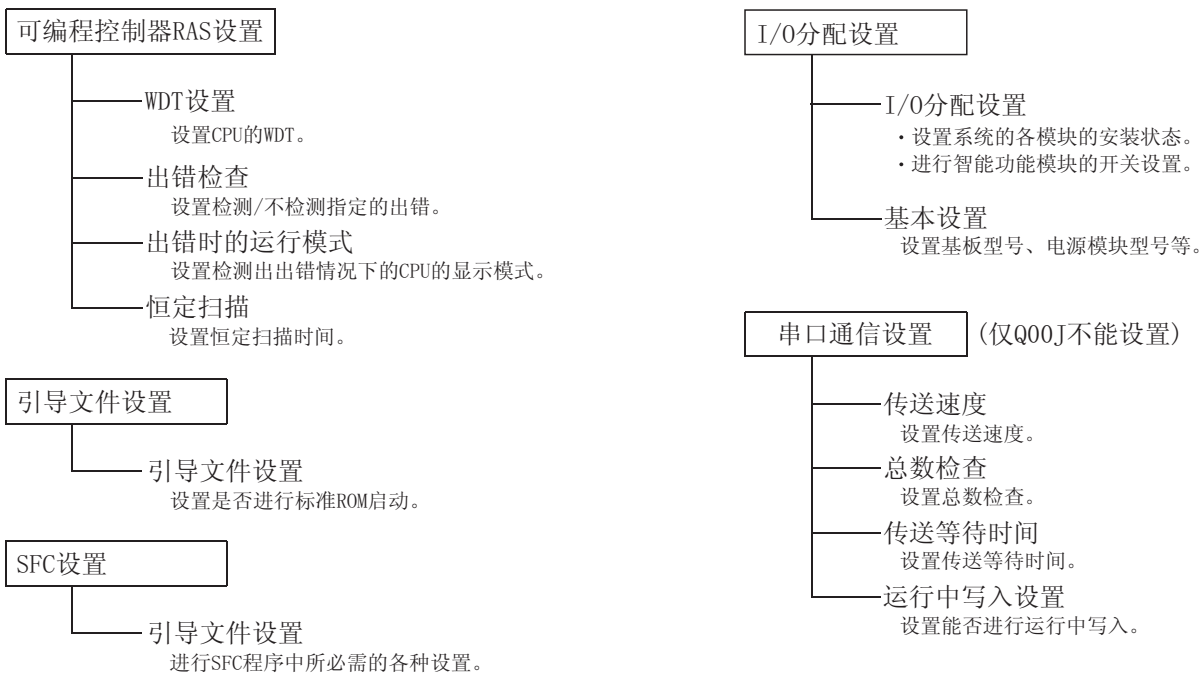 可编程控制器RAS设置
WDT设置
设置CPU的WDT。
出错检查
设置检测/不检测指定的出错。
出错时的运行模式
设置检测出出错情况下的CPU的显示模式。
恒定扫描
设置恒定扫描时间。
引导文件设置
引导文件设置
设置是否进行标准ROM启动。
SFC设置
引导文件设置
进行SFC程序中所必需的各种设置。
I/O分配设置
I/O分配设置
・设置系统的各模块的安装状态。
・进行智能功能模块的开关设置。
基本设置
设置基板型号、电源模块型号等。
串口通信设置 (仅Q00J不能设置)
传送速度
设置传送速度。
总数检查
设置总数检查。
传送等待时间
设置传送等待时间。
运行中写入设置
设置能否进行运行中写入。